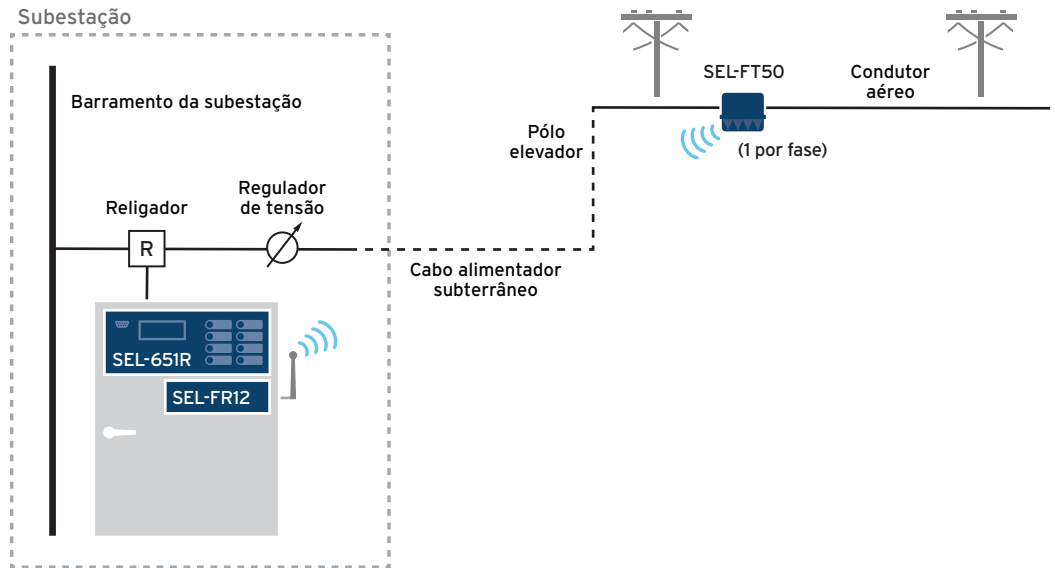 Subestação
Barramento da subestação
Religador
R
Regulador
de tensão
SEL-651R
SEL-FR12
Cabo alimentador
subterrâneo
Pólo
elevador
SEL-FT50
(1 por fase)
Condutor
aéreo